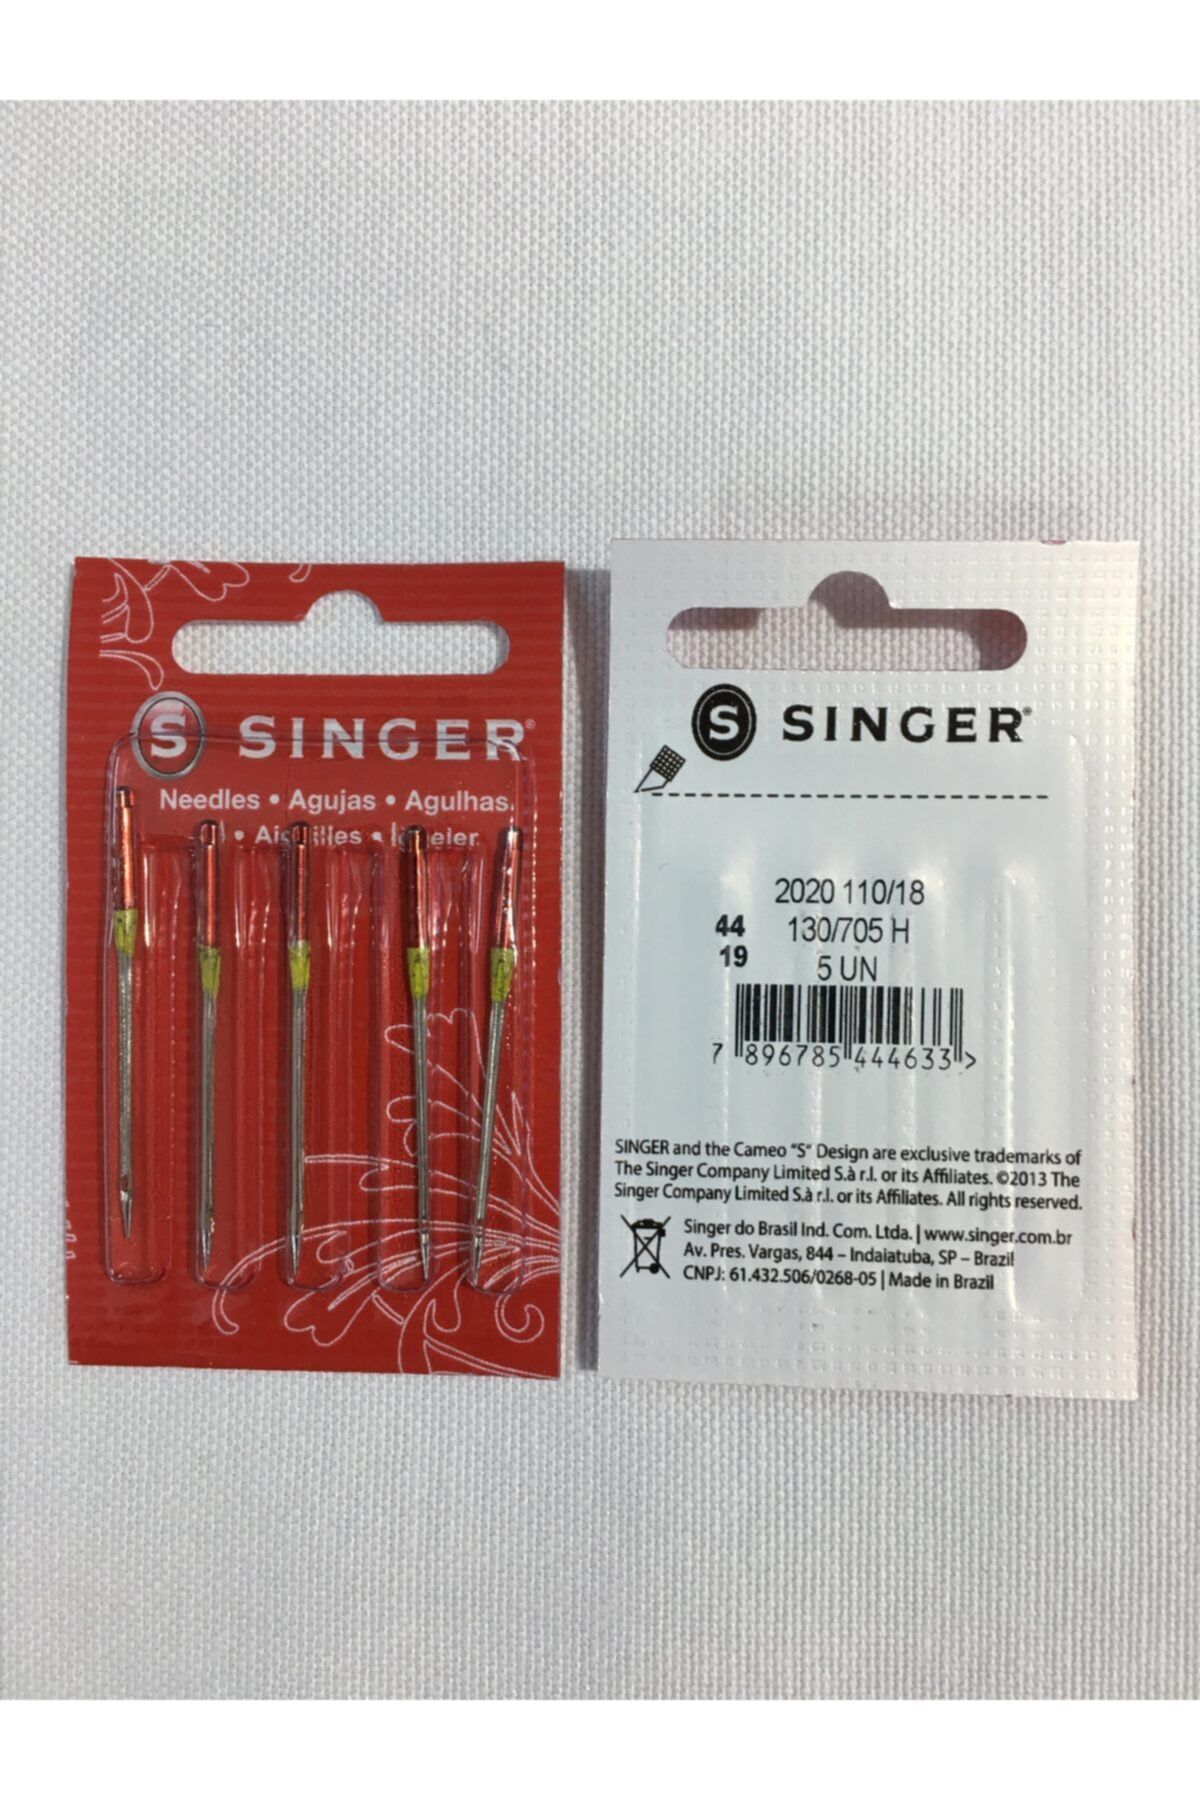 S SINGER®
Needles • Agujas • Agulhas
S SINGER®
2020 110/18
44 130/705 H
19 5 UN
7 896785 444633 >
SINGER and the Cameo "S" Design are exclusive trademarks of
The Singer Company Limited S.à r.l. or its Affiliates. ©2013 The
Singer Company Limited S.à r.l. or its Affiliates. All rights reserved.
Singer do Brasil Ind. Com. Ltda. | www.singer.com.br
Av. Pres. Vargas, 844 – Indaiatuba, SP – Brazil
CNPJ: 61.432.506/0268-05 | Made in Brazil